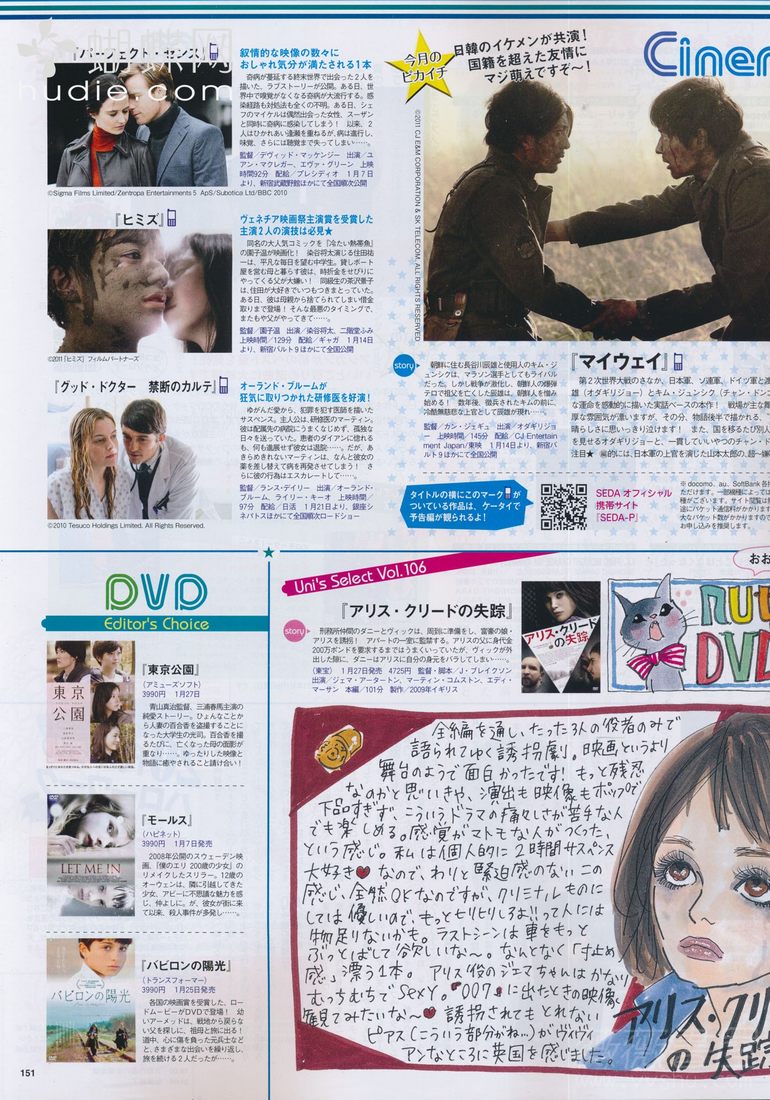 蝴蝶网
hudie.com
『パーフェクト・センス』
叙情的な映像の数々に
おしゃれ気分が満たされる1本
奇病が蔓延する終末世界で出会った2人を
描いた、ラブストーリーが公開。ある日、世
界中で嗅覚がなくなる奇病が大流行する。感
染経路も対処法も全くの不明。ある日、シェ
フのマイケルは偶然出会った女性、スーザン
と同時に奇病に感染してしまう! 以来、2
人はひかれあい逢瀬を重ねるが、病は進行し、
味覚、さらには聴覚まで失ってしまい……。
監督/デヴィッド・マッケンジー 出演/ユ
アン・マクレガー、エヴァ・グリーン 上映
時間92分 配給/プレシディオ 1月7日
より、新宿武蔵野館ほかにて全国順次公開
©Sigma Films Limited/Zentropa Entertainments5 ApS/Subotica Ltd/BBC 2010
『ヒミズ』
ヴェネチア映画祭主演賞を受賞した
主演2人の演技は必見★
同名の大人気コミックを『冷たい熱帯魚』
の園子温が映画化! 染谷将太演じる住田祐
一は、平凡な毎日を望む中学生。貸しボート
屋を営む母と暮らす彼は、時折金をせびりに
やってくる父が大嫌い! 同級生の茶沢景子
は、住田が大好きでいつもつきまとっていた。
ある日、彼は母親から捨てられてしまい借金
取りまで登場! そんな最悪のタイミングで、
またもや父がやってきて……。
監督/園子温 出演/染谷将太、二階堂ふみ
上映時間/129分 配給/ギャガ 1月14日
より、新宿バルト9ほかにて全国公開
©2011『ヒミズ』フィルムパートナーズ
『グッド・ドクター 禁断のカルテ』
オーランド・ブルームが
狂気に取りつかれた研修医を好演!
ゆがんだ愛から、犯罪を犯す医師を描いた
サスペンス。主人公は、研修医のマーティン。
彼は配属先の病院にうまくなじめず、孤独な
日々を送っていた。患者のダイアンに惚れる
も、何も進展せず彼女は退院……。だが、あ
きらめきれないマーティンは、なんと彼女の
薬を差し替えて病を再発させてしまう! さ
らに彼の行為はエスカレートして……。
監督/ランス・デイリー 出演/オーランド・
ブルーム、ライリー・キーオ 上映時間/
97分 配給/日活 1月21日より、銀座シ
ネパトスほかにて全国順次ロードショー
©2010 Tesuco Holdings Limited. All Rights Reserved.
今月の
ピカイチ
日韓のイケメンが共演!
国籍を超えた友情に
マジ萌えですぞ〜!
Cinem
©2011 CJ E&M CORPORATION & SK TELECOM, ALL RIGHTS RESERVED
story
朝鮮に住む長谷川辰雄と使用人のキム・ジ
ュンシクは、マラソン選手としてもライバル
だった。しかし戦争が激化し、朝鮮人の爆弾
テロで祖父を亡くした辰雄は、朝鮮人を憎み
始める! 数年後、徴兵されたキムの前に、
冷酷無慈悲な上官として辰雄が現れ……。
監督/カン・ジェギュ 出演/オダギリジョ
ー 上映時間/145分 配給/CJ Entertain
ment Japan/東映 1月14日より、新宿バ
ルト9ほかにて全国公開
『マイウェイ』
第2次世界大戦のさなか、日本軍、ソ連軍、ドイツ軍と渡
雄(オダギリジョー)とキム・ジュンシク(チャン・ドン
な運命を感動的に描いた実話ベースの本作! 戦場が主な舞
厚な雰囲気が漂いますが、その分、物語後半で描かれる、
晴らしさに思いっきり泣けます! また、国を移るたび別人
を見せるオダギリジョーと、一貫していいやつのチャン・ド
注目★ 個的には、日本軍の上官を演じた山本太郎の、超一嫌
タイトルの横にこのマーク が
ついている作品は、ケータイで
予告編が観られるよ!
SEDA オフィシャル
携帯サイト
「SEDA-P」
※docomo、au、SoftBank 各社
ただけます。一部機種によっては
種がございます。サイト閲覧は無
途にパケット通信料がかかります
大なパケット数がかかりますので
お申し込みを推奨します。
DVD
Editor's Choice
東京
公園
『東京公園』
(アミューズソフト)
3990円 1月27日
青山真治監督、三浦春馬主演の
純愛ストーリー。ひょんなことか
ら人妻の百合香を盗撮することに
なった大学生の光司。百合香を撮
るたびに、亡くなった母の面影が
重なり……。ゆったりした映像と
物語に癒やされること請け合い!
LET ME IN
『モールス』
(ハピネット)
3990円 1月7日発売
2008年公開のスウェーデン映
画、『僕のエリ 200歳の少女』の
リメイクしたスリラー。12歳の
オーウェンは、隣に引越してきた
少女、アビーに不思議な魅力を感
じ、仲よしに。が、彼女が街に来
て以来、殺人事件が多発し……。
バビロンの陽光
『バビロンの陽光』
(トランスフォーマー)
3990円 1月25日発売
各国の映画賞を受賞した、ロー
ドムービーがDVDで登場! 幼
いアーメッドは、戦地から戻らな
い父を探しに、祖母と旅に出る!
道中、心に傷を負った元兵士など
と、さまざまな出会いを繰り返し、
旅を続ける2人だったが……。
151
Uni's Select Vol.106
『アリス・クリードの失踪』
story
刑務所仲間のダニーとヴィックは、周到に準備をし、富豪の娘・
アリスを誘拐! アパートの一室に監禁する。アリスの父に身代金
200万ポンドを要求するまではうまくいっていたが、ヴィックが外
出した隙に、ダニーはアリスに自分の身元をバラしてしまい……。
(東宝) 1月27日発売 4725円 監督・脚本/J・ブレイクソン
出演/ジェマ・アータートン、マーティン・コムストン、エディ・
マーサン 本編/101分 製作/2009年イギリス
アリス・クリード
の失踪
おお
DVD
全編を通し、たった3人の役者のみで
語られてゆく誘拐劇。映画というより
舞台のようで面白かったです! もっと残忍
なのかと思いきや、演出も映像もポップで
下品すぎず、こういうドラマの痛々しさが苦手な人
でも楽しめる。感覚がマトモな人がつくった、
という感じ。私は個人的に2時間サスペンス
大好き♥なので、わりと緊迫感のないこの
感じ、全然OKなのですが、クリミナルものに
しては優しいので、もっとヒリヒリしろよ!!って人には
物足りないかも。ラストシーンは車をもっと
ぶっとばして欲しいな〜。なんとなく「寸止め
感」漂う1本。 アリス役のジェマちゃんはかなり
むっちむちでsexy。『007』に出たときの映像、
観てみたいな〜♥ 誘拐されてもとれない
ピアス(こういう部分がね…)がヴィヴィ
アンなところに英国を感じました。
アリス・クリ
の失踪